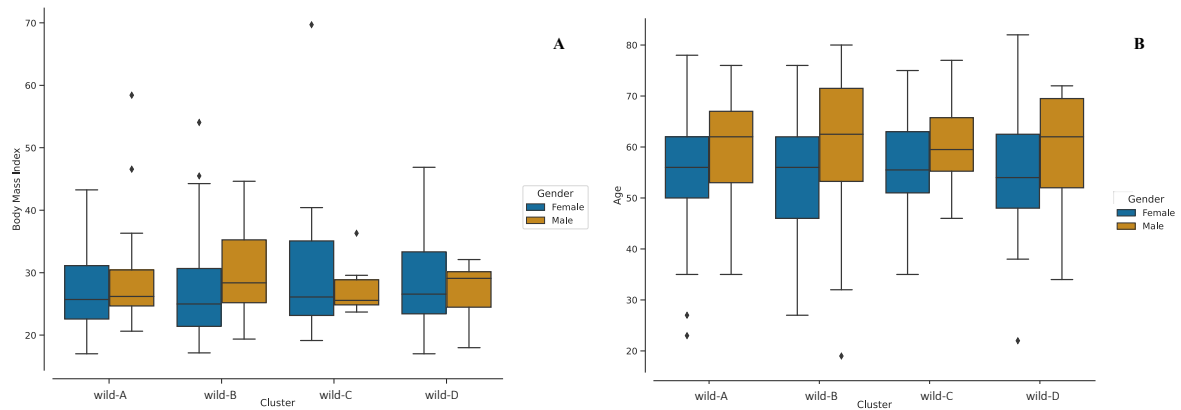 A
70
60
50
40
30
20
Body Mass Index
wild-A wild-B wild-C wild-D
Cluster
Gender
Female
Male
B
80
70
60
50
40
30
20
Age
wild-A wild-B wild-C wild-D
Cluster
Gender
Female
Male